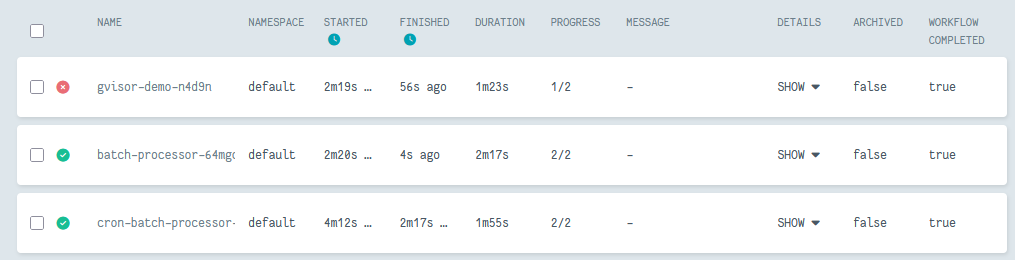 NAME NAMESPACE STARTED FINISHED DURATION PROGRESS MESSAGE DETAILS ARCHIVED WORKFLOW COMPLETED
gvisor-demo-n4d9n default 2m19s … 56s ago 1m23s 1/2 - SHOW false true
batch-processor-64mg default 2m20s … 4s ago 2m17s 2/2 - SHOW false true
cron-batch-processor- default 4m12s … 2m17s … 1m55s 2/2 - SHOW false true